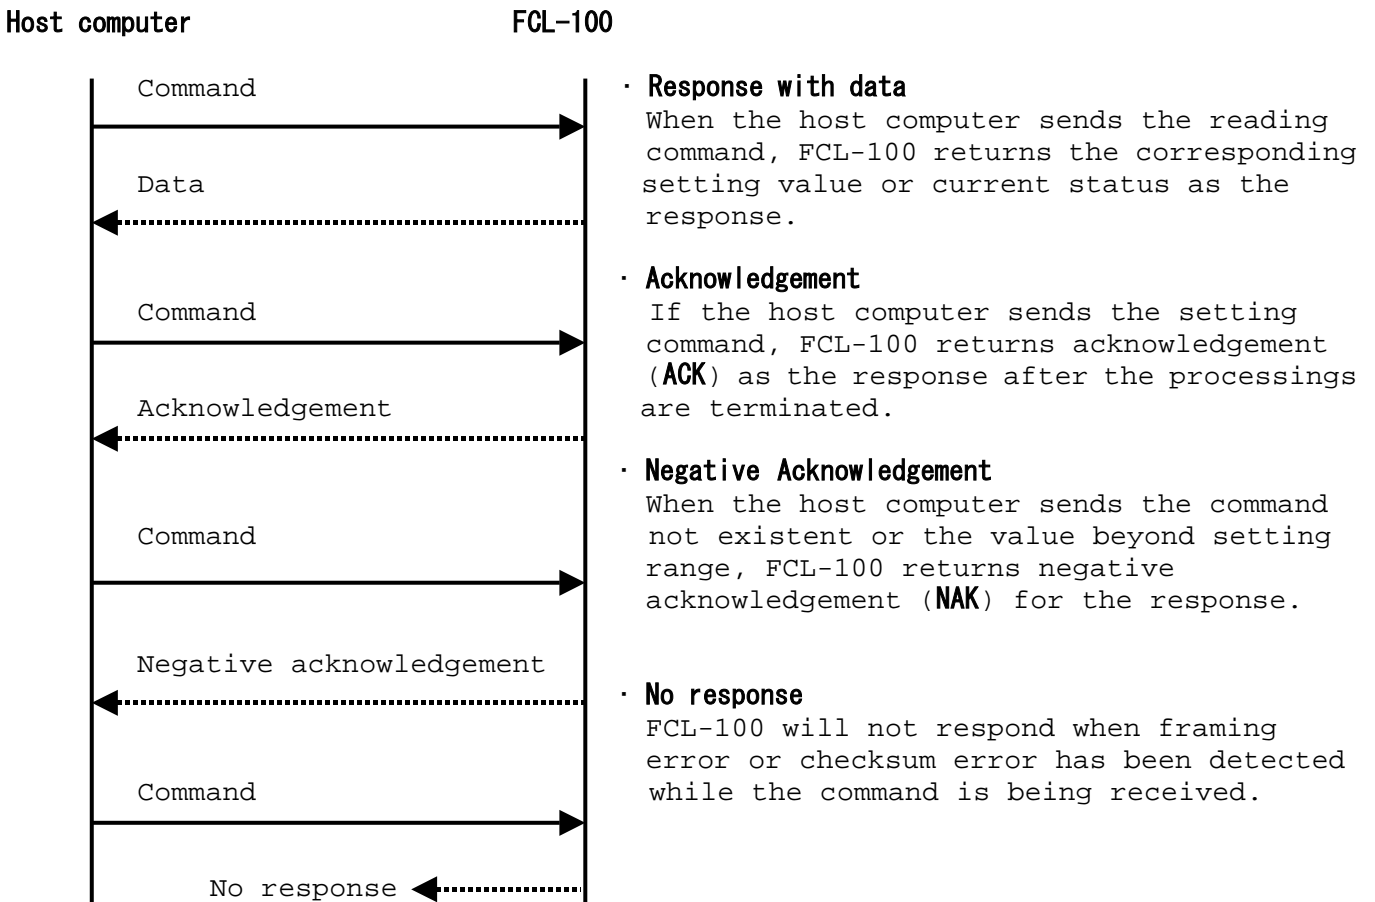 Host computer FCL-100
Command
Data
Command
Acknowledgement
Command
Negative acknowledgement
Command
No response
· Response with data
When the host computer sends the reading
command, FCL-100 returns the corresponding
setting value or current status as the
response.
· Acknowledgement
If the host computer sends the setting
command, FCL-100 returns acknowledgement
(ACK) as the response after the processings
are terminated.
· Negative Acknowledgement
When the host computer sends the command
not existent or the value beyond setting
range, FCL-100 returns negative
acknowledgement (NAK) for the response.
· No response
FCL-100 will not respond when framing
error or checksum error has been detected
while the command is being received.